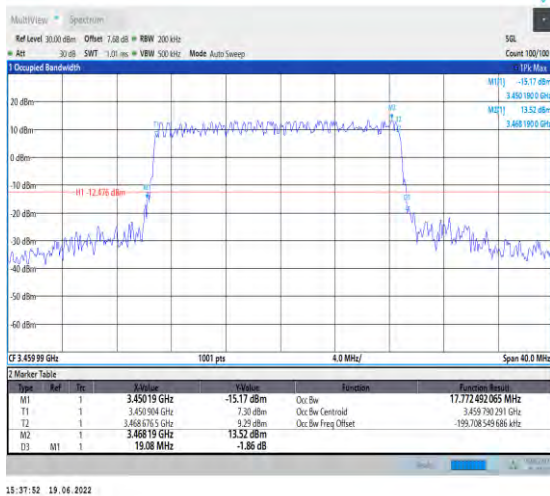 MultiView Spectrum
Ref Level 30.00 dBm Offset 7.68 dB RBW 200 kHz SGL
Att 30 dB SWT 1.01 ms VBW 500 kHz Mode Auto Sweep Count 100/100
1 Occupied Bandwidth 1Pk Max
M1[1] -15.17 dBm
3.450 190 0 GHz
20 dBm
M2[1] 13.52 dBm
3.468 190 0 GHz
M2
10 dBm
0 dBm
-10 dBm
H1 -12.476 dBm
-20 dBm
-30 dBm
-40 dBm
-60 dBm
CF 3.459 99 GHz 1001 pts 4.0 MHz/ Span 40.0 MHz
2 Marker Table
Type Ref Trc X-Value Y-Value Function Function Result
M1 1 3.45019 GHz -15.17 dBm Occ Bw 17.772 492 065 MHz
T1 1 3.450 904 GHz 7.30 dBm Occ Bw Centroid 3.459 790 291 GHz
T2 1 3.468 676 5 GHz 9.29 dBm Occ Bw Freq Offset -199.708 549 686 kHz
M2 1 3.46819 GHz 13.52 dBm
D3 M1 1 19.08 MHz -1.86 dB
15:37:52 19.06.2022